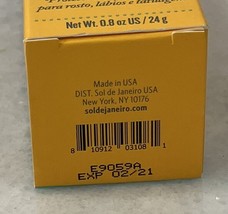 para rosto, lábios e
Net Wt. 0.8 oz US / 24 g
Made in USA
DIST. Sol de Janeiro USA
New York, NY 10176
soldejaneiro.com
8 10912 03108 1
E9059A
EXP 02/21